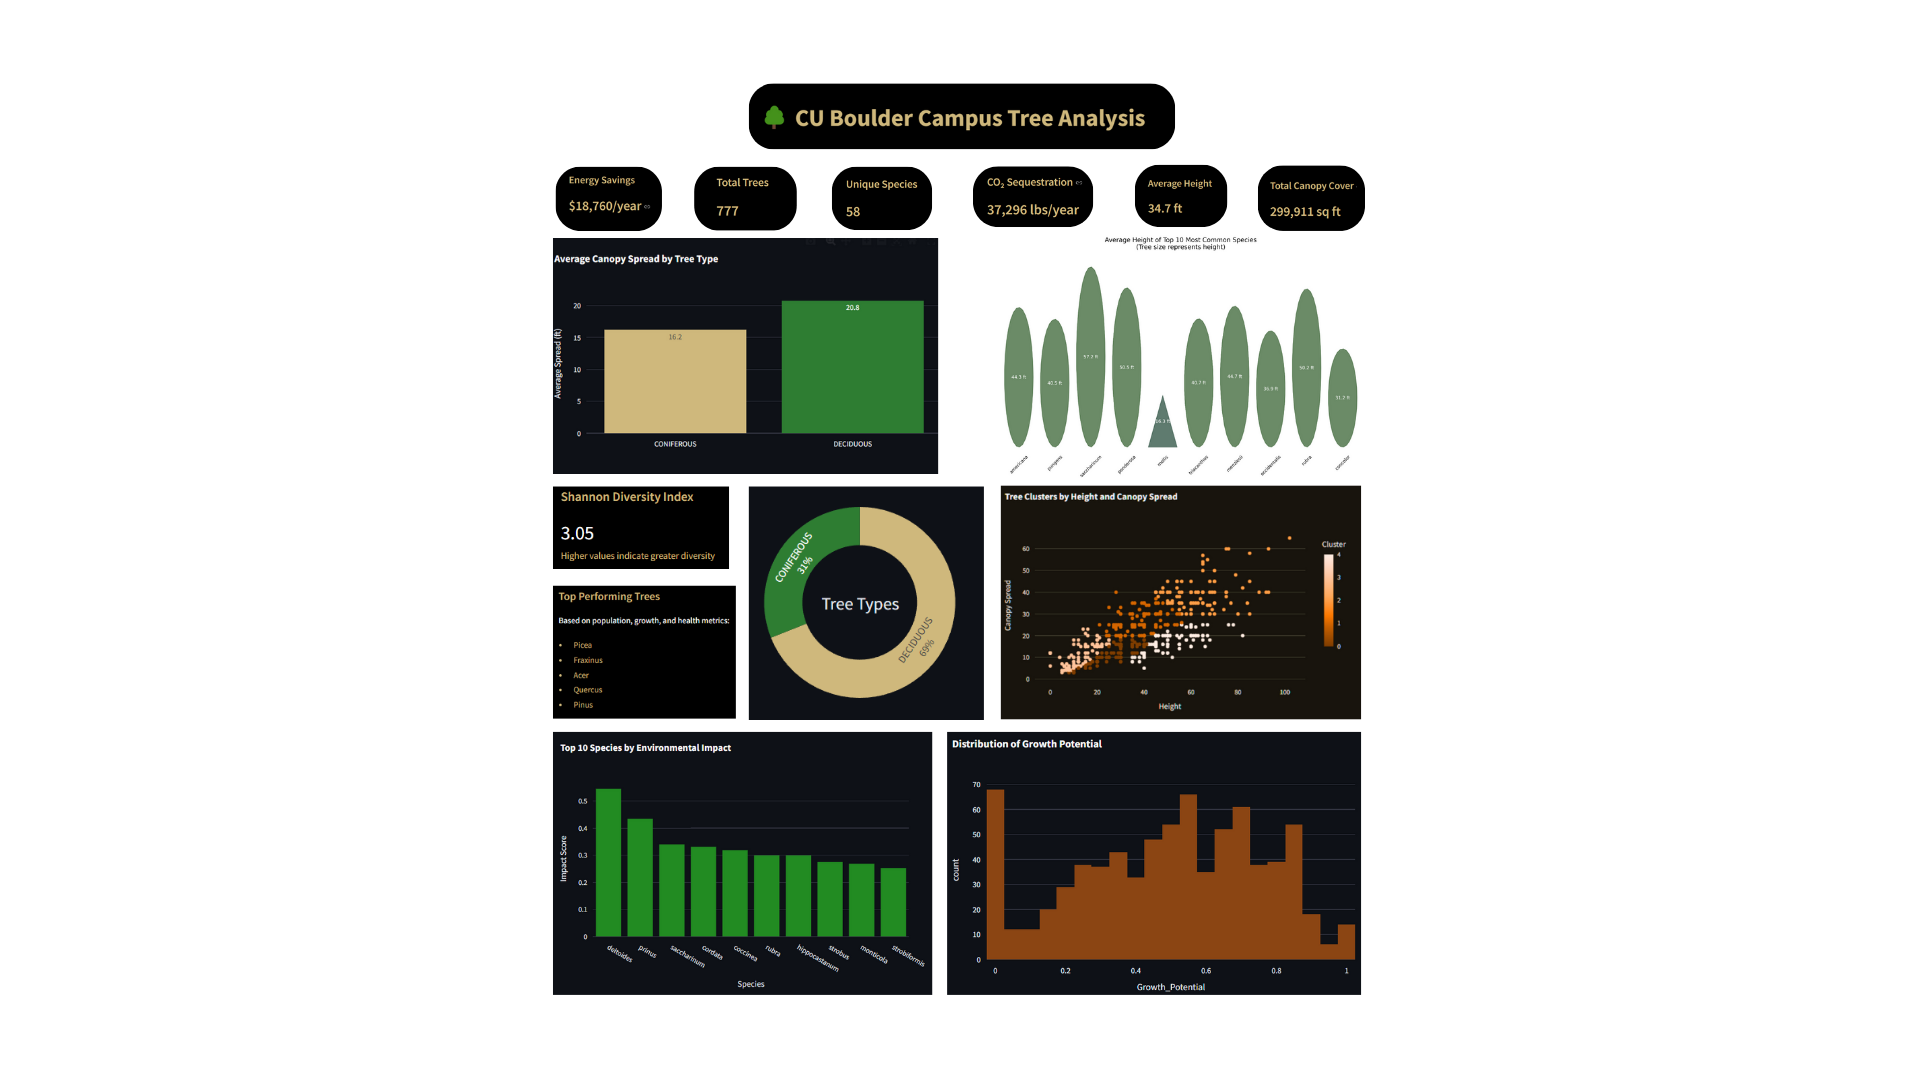 CU Boulder Campus Tree Analysis
Energy Savings
$18,760/year
Total Trees
777
Unique Species
58
CO₂ Sequestration
37,296 lbs/year
Average Height
34.7 ft
Total Canopy Cover
299,911 sq ft
Average Canopy Spread by Tree Type
Average Spread (ft)
20
15
10
5
0
16.2
20.8
CONIFEROUS
DECIDUOUS
Average Height of Top 10 Most Common Species
(Tree size represents height)
44.3 ft
40.5 ft
57.2 ft
50.5 ft
16.3 ft
40.7 ft
44.7 ft
36.9 ft
50.2 ft
31.2 ft
americana
pungens
saccharinum
ponderosa
mollis
triacanthos
menziesii
occidentalis
rubra
concolor
Shannon Diversity Index
3.05
Higher values indicate greater diversity
Top Performing Trees
Based on population, growth, and health metrics:
• Picea
• Fraxinus
• Acer
• Quercus
• Pinus
CONIFEROUS
31%
Tree Types
DECIDUOUS
69%
Tree Clusters by Height and Canopy Spread
Canopy Spread
60
50
40
30
20
10
0
0
20
40
60
80
100
Height
Cluster
4
3
2
1
0
Top 10 Species by Environmental Impact
Impact Score
0.5
0.4
0.3
0.2
0.1
0
deltoides
prinus
saccharinum
cordata
coccinea
rubra
hippocastanum
strobus
monticola
strobiformis
Species
Distribution of Growth Potential
count
70
60
50
40
30
20
10
0
0
0.2
0.4
0.6
0.8
1
Growth_Potential